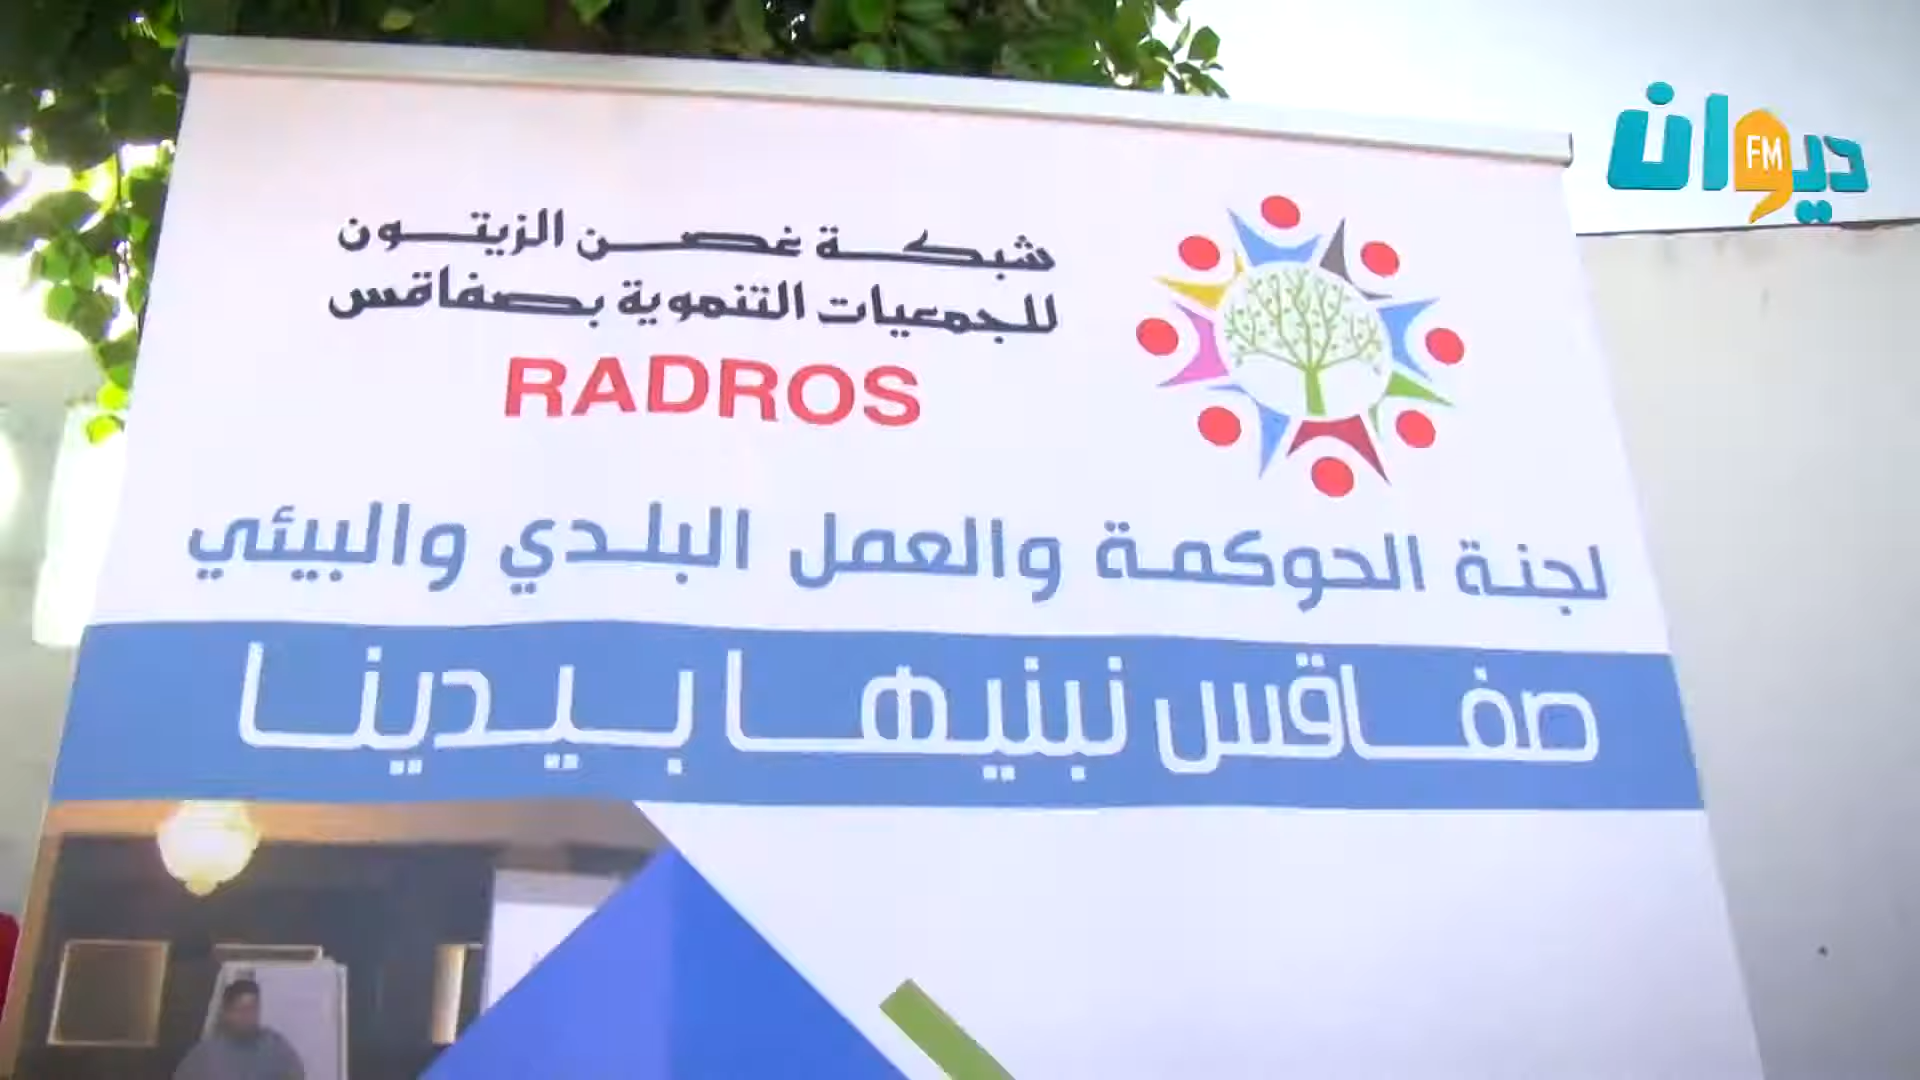 ديوان FM
شبكة غصن الزيتون
للجمعيات التنموية بصفاقس
RADROS
لجنة الحوكمة والعمل البلدي والبيئي
صفاقس نبنيها بيدينا